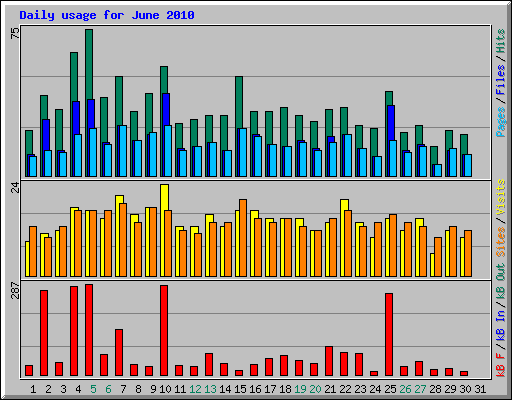 Daily usage for June 2010
75
Pages / Files / Hits
24
Sites / Visits
287
kB F / kB In / kB Out
1 2 3 4 5 6 7 8 9 10 11 12 13 14 15 16 17 18 19 20 21 22 23 24 25 26 27 28 29 30 31